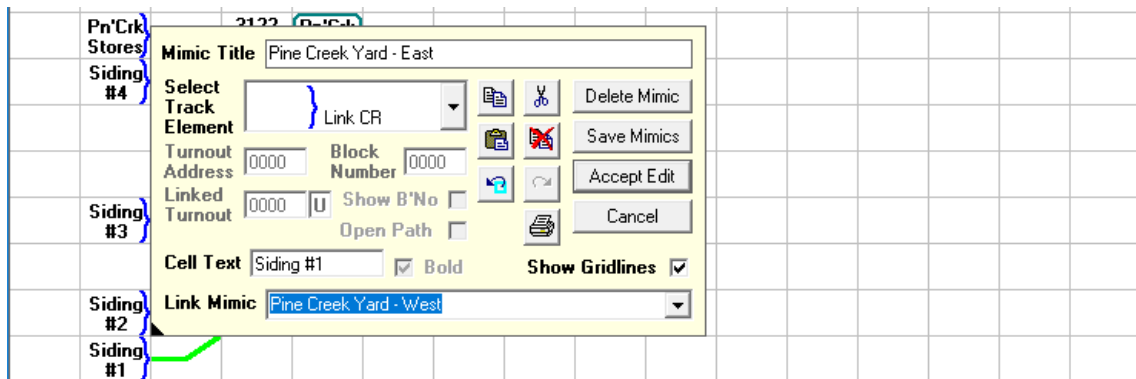 Pn'Crk
Stores
3122 Pn'Crk
Siding
#4
Siding
#3
Siding
#2
Siding
#1
Mimic Title Pine Creek Yard - East
Select
Track
Element
Link CR
Delete Mimic
Turnout
Address 0000
Block
Number 0000
Save Mimics
Accept Edit
Linked
Turnout 0000 U
Show B'No
Cancel
Open Path
Cell Text Siding #1 Bold Show Gridlines
Link Mimic Pine Creek Yard - West